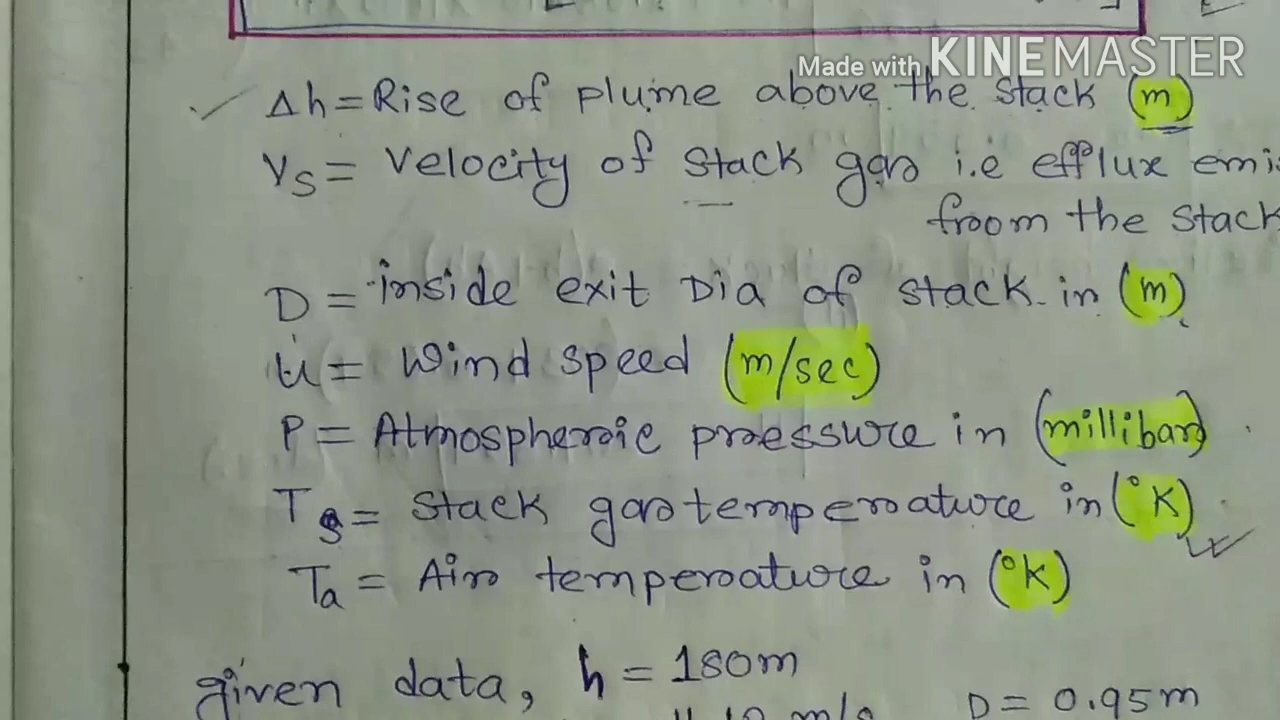 Made with KINEMASTER
Δh = Rise of plume above the stack (m)
Vs = Velocity of stack gas i.e efflux emi
from the stack
D = inside exit Dia of stack in (m)
u = Wind speed (m/sec)
P = Atmospheric pressure in (millibar)
Ts = Stack gas temperature in (°K)
Ta = Air temperature in (°K)
given data, h = 180m
D = 0.95m